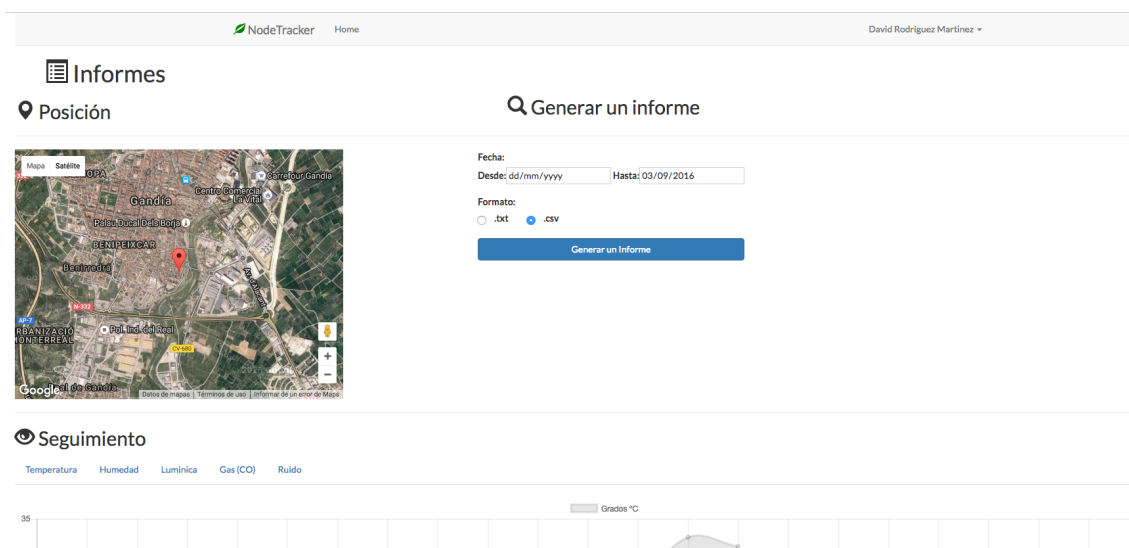 NodeTracker Home David Rodriguez Martinez
Informes
Posición
Generar un informe
Mapa Satélite
Carrefour Gandia
Centro Comercial
La Vital
Gandia
Palau Ducal Dels Borja
BENIPEIXCAR
Benirredrà
N-332
AP-7
Pol. Ind. del Real
CV-680
Google
Datos de mapas Términos de uso Informar de un error de Maps
Fecha:
Desde: dd/mm/yyyy Hasta: 03/09/2016
Formato:
.txt .csv
Generar un Informe
Seguimiento
Temperatura Humedad Luminica Gas (CO) Ruido
Grados ºC
35